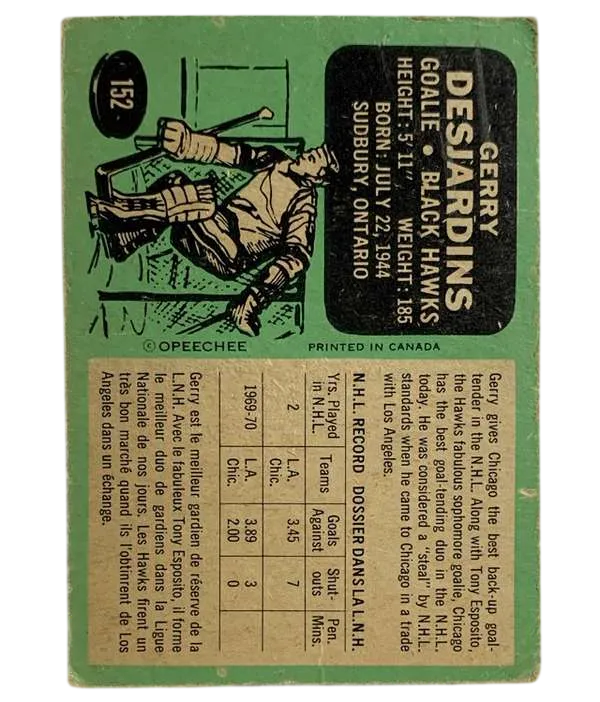 152
GERRY
DESJARDINS
GOALIE • BLACK HAWKS
HEIGHT: 5' 11" WEIGHT: 185
BORN: JULY 22, 1944
SUDBURY, ONTARIO
© OPEECHEE PRINTED IN CANADA
Gerry gives Chicago the best back-up goal-
tender in the N.H.L. Along with Tony Esposito,
the Hawks fabulous sophomore goalie, Chicago
has the best goal-tending duo in the N.H.L.
today. He was considered a "steal" by N.H.L.
standards when he came to Chicago in a trade
with Los Angeles.
N.H.L. RECORD DOSSIER DANS LA L.N.H.
Yrs. Played Teams Goals Shut- Pen.
in N.H.L. Against outs Mins.
2 L.A. 3.45 7
Chic.
1969-70 L.A. 3.89 3
Chic. 2.00 0
Gerry est le meilleur gardien de réserve de la
L.N.H. Avec le fabuleux Tony Esposito, il forme
le meilleur duo de gardiens dans la Ligue
Nationale de nos jours. Les Hawks firent un
très bon marché quand ils l'obtinrent de Los
Angeles dans un échange.